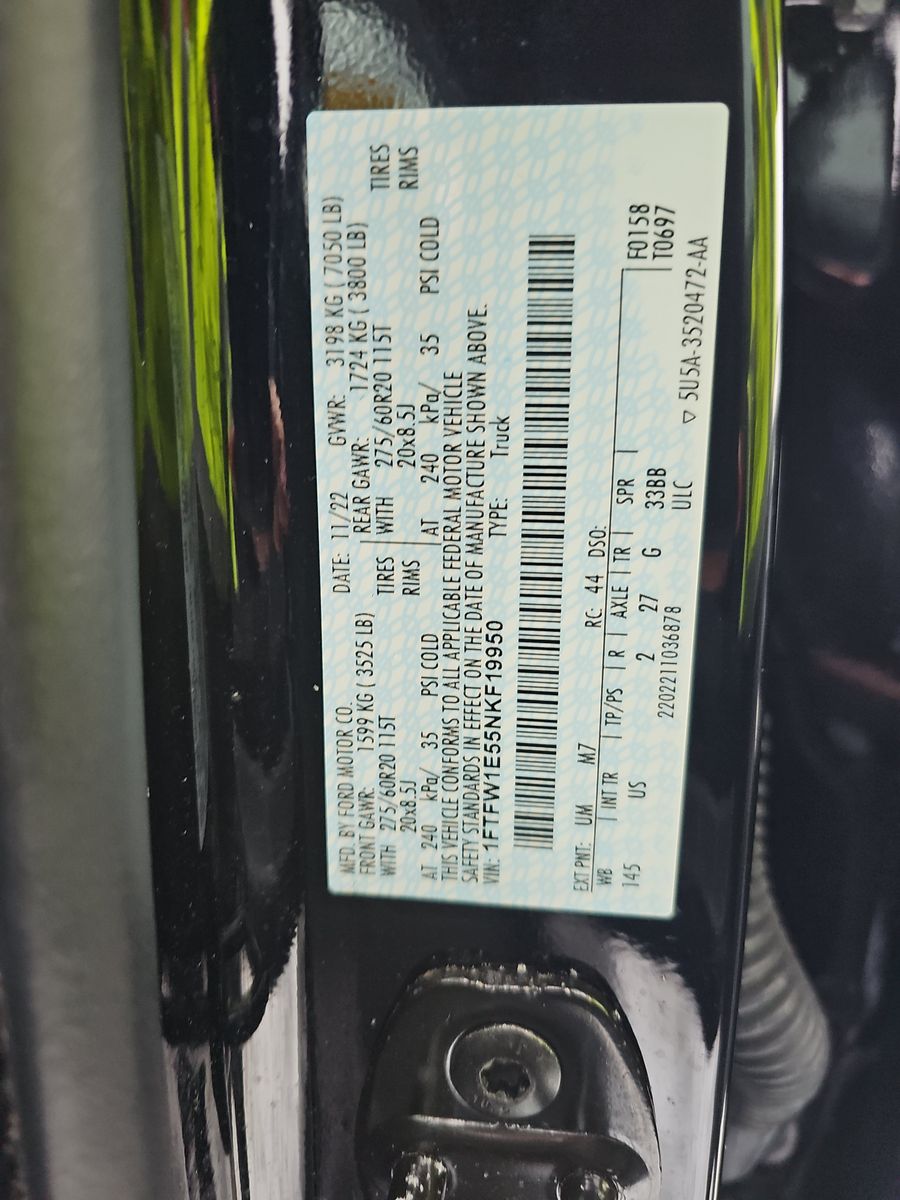 MFD. BY FORD MOTOR CO. DATE: 11/22 GVWR: 3198 KG ( 7050 LB)
FRONT GAWR: 1599 KG ( 3525 LB) REAR GAWR: 1724 KG ( 3800 LB)
WITH 275/60R20 115T TIRES WITH 275/60R20 115T TIRES
20x8.5J RIMS 20x8.5J RIMS
AT 240 kPa/ 35 PSI COLD AT 240 kPa/ 35 PSI COLD
THIS VEHICLE CONFORMS TO ALL APPLICABLE FEDERAL MOTOR VEHICLE
SAFETY STANDARDS IN EFFECT ON THE DATE OF MANUFACTURE SHOWN ABOVE.
VIN: 1FTFW1E55NKF19950 TYPE: Truck
EXT PNT: UM M7 RC: 44 DSO:
WB INT TR TP/PS R AXLE TR SPR F0158
145 US 2 27 G 33BB T0697
2202211036878 ULC ▽ 5U5A-3520472-AA